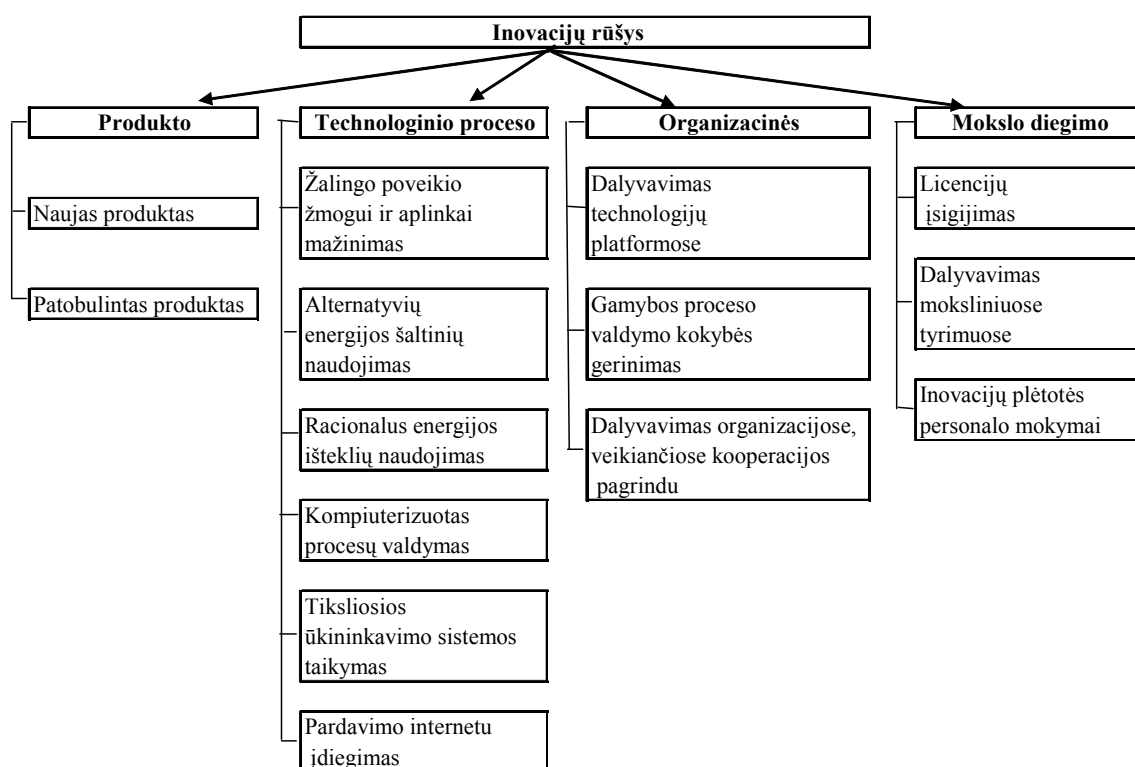 Inovacijų rūšys
Produkto
Naujas produktas
Patobulintas produktas
Technologinio proceso
Žalingo poveikio
žmogui ir aplinkai
mažinimas
Alternatyvių
energijos šaltinių
naudojimas
Racionalus energijos
išteklių naudojimas
Kompiuterizuotas
procesų valdymas
Tiksliosios
ūkininkavimo sistemos
taikymas
Pardavimo internetu
įdiegimas
Organizacinės
Dalyvavimas
technologijų
platformose
Gamybos proceso
valdymo kokybės
gerinimas
Dalyvavimas organizacijose,
veikiančiose kooperacijos
pagrindu
Mokslo diegimo
Licencijų
įsigijimas
Dalyvavimas
moksliniuose
tyrimuose
Inovacijų plėtotės
personalo mokymai